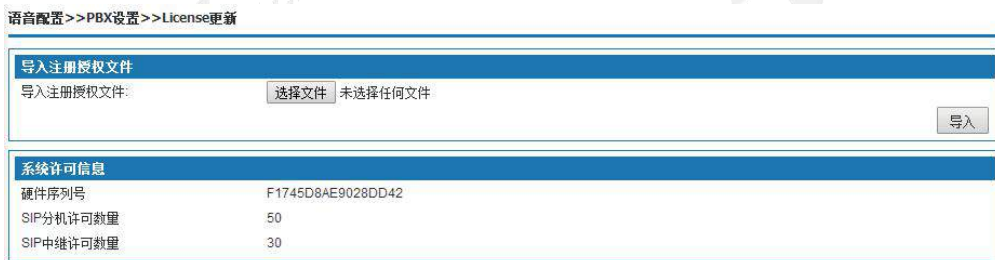 语音配置>>PBX设置>>License更新
导入注册授权文件
导入注册授权文件: 选择文件 未选择任何文件
导入
系统许可信息
硬件序列号 F1745D8AE9028DD42
SIP分机许可数量 50
SIP中继许可数量 30